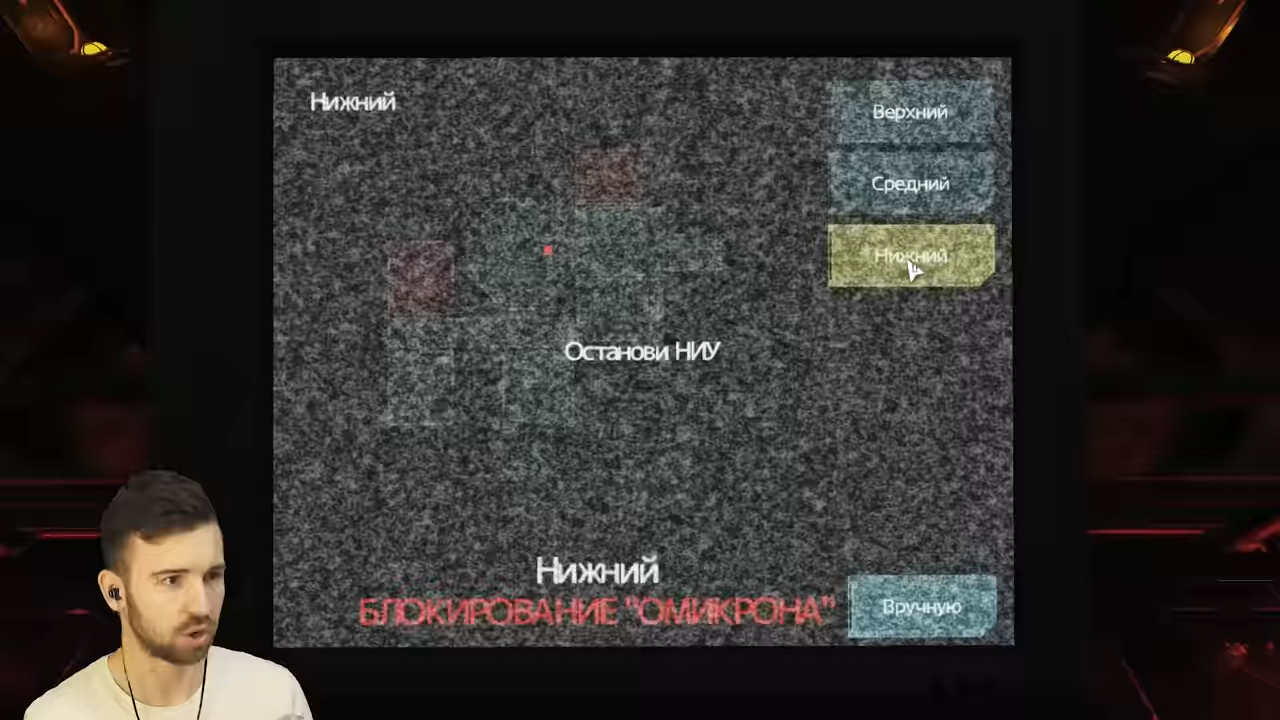 Нижний
Верхний
Средний
Нижний
Останови НИУ
Нижний
БЛОКИРОВАНИЕ "ОМИКРОНА"
Вручную